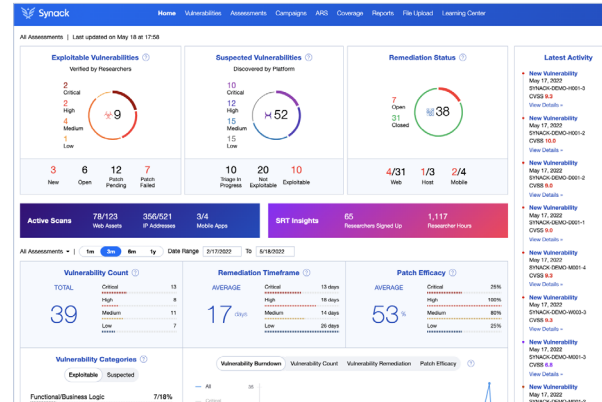 Synack
Home Vulnerabilities Assessments Campaigns ARS Coverage Reports File Upload Learning Center
All Assessments | Last updated on May 18 at 17:58
Exploitable Vulnerabilities ?
Verified by Researchers
2
Critical
2
High
4
Medium
1
Low
9
3 New
6 Open
12 Patch Pending
7 Patch Failed
Suspected Vulnerabilities ?
Discovered by Platform
10
Critical
12
High
15
Medium
15
Low
52
10 Triage In Progress
20 Not Exploitable
10 Exploitable
Remediation Status ?
7
Open
31
Closed
38
4/31 Web
1/3 Host
2/4 Mobile
Latest Activity
New Vulnerability
May 17, 2022
SYNACK-DEMO-H001-3
CVSS 9.3
View Details »
New Vulnerability
May 17, 2022
SYNACK-DEMO-H001-2
CVSS 10.0
View Details »
New Vulnerability
May 17, 2022
SYNACK-DEMO-D001-2
CVSS 9.0
View Details »
New Vulnerability
May 17, 2022
SYNACK-DEMO-D001-1
CVSS 9.0
View Details »
New Vulnerability
May 17, 2022
SYNACK-DEMO-M001-4
CVSS 9.3
View Details »
New Vulnerability
May 17, 2022
SYNACK-DEMO-W003-3
CVSS 9.3
View Details »
New Vulnerability
May 17, 2022
SYNACK-DEMO-M001-3
CVSS 6.8
View Details »
New Vulnerability
May 17, 2022
Active Scans
78/123 Web Assets
356/521 IP Addresses
3/4 Mobile Apps
SRT Insights
65 Researchers Signed Up
1,117 Researcher Hours
All Assessments | 1m 3m 6m 1y Date Range 2/17/2022 To 5/18/2022
Vulnerability Count ?
TOTAL
39
Critical 13
High 8
Medium 11
Low 7
Remediation Timeframe ?
AVERAGE
17 days
Critical 13 days
High 18 days
Medium 14 days
Low 26 days
Patch Efficacy ?
AVERAGE
53 %
Critical 25%
High 100%
Medium 80%
Low 25%
Vulnerability Categories ?
Exploitable Suspected
Functional/Business Logic 7/18%
Vulnerability Burndown Vulnerability Count Vulnerability Remediation Patch Efficacy ?
All
Critical